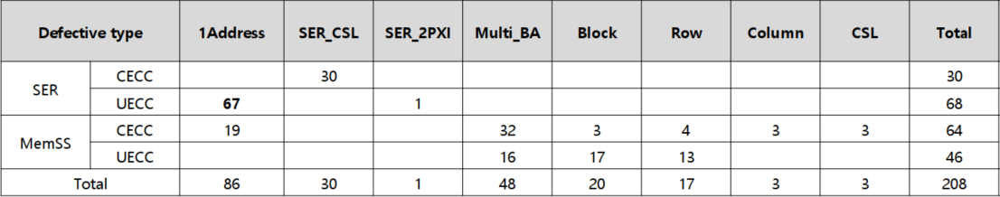 Defective type 1Address SER_CSL SER_2PXI Multi_BA Block Row Column CSL Total
SER CECC 30 30
UECC 67 1 68
MemSS CECC 19 32 3 4 3 3 64
UECC 16 17 13 46
Total 86 30 1 48 20 17 3 3 208